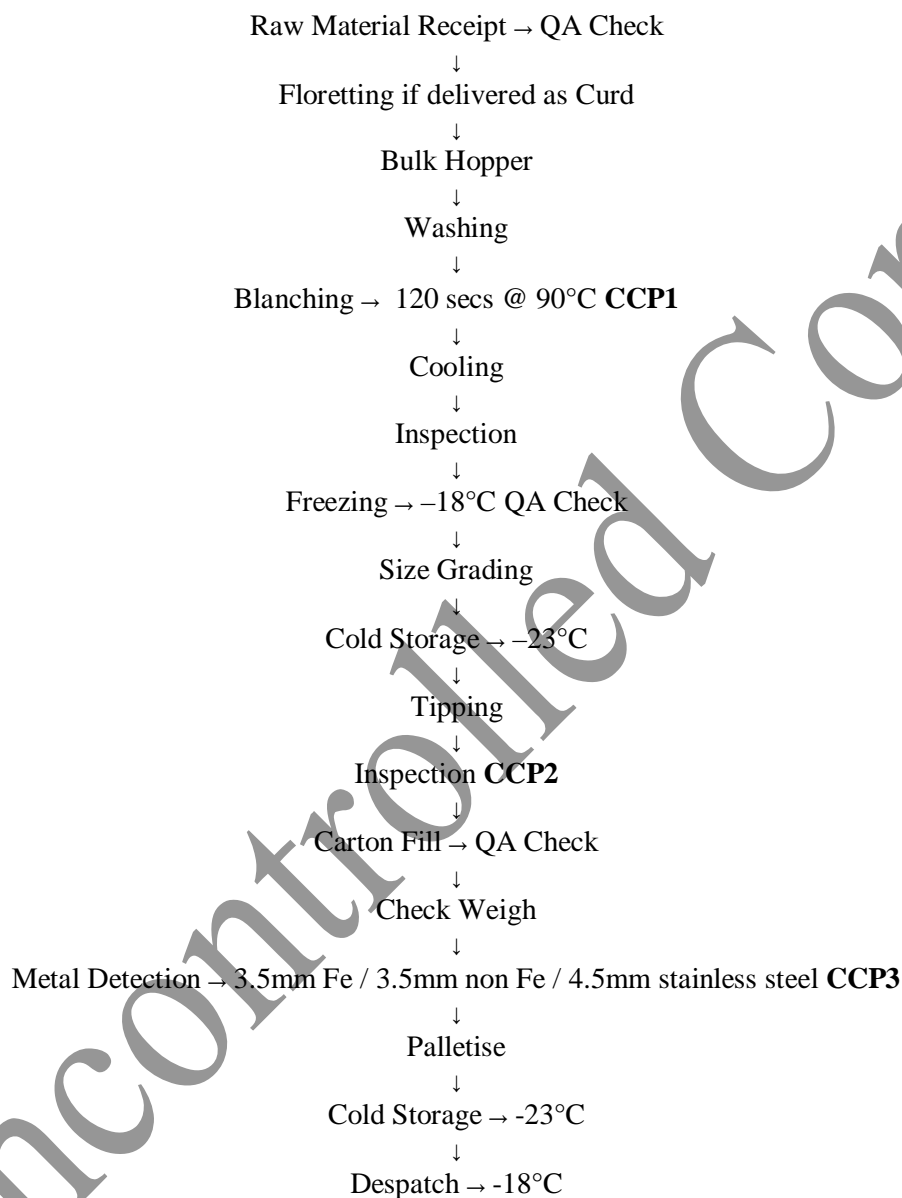 Raw Material Receipt → QA Check
↓
Floretting if delivered as Curd
↓
Bulk Hopper
↓
Washing
↓
Blanching → 120 secs @ 90°C CCP1
↓
Cooling
↓
Inspection
↓
Freezing → –18°C QA Check
↓
Size Grading
↓
Cold Storage → –23°C
↓
Tipping
↓
Inspection CCP2
↓
Carton Fill → QA Check
↓
Check Weigh
↓
Metal Detection → 3.5mm Fe / 3.5mm non Fe / 4.5mm stainless steel CCP3
↓
Palletise
↓
Cold Storage → -23°C
↓
Despatch → -18°C
ncontrolled Co